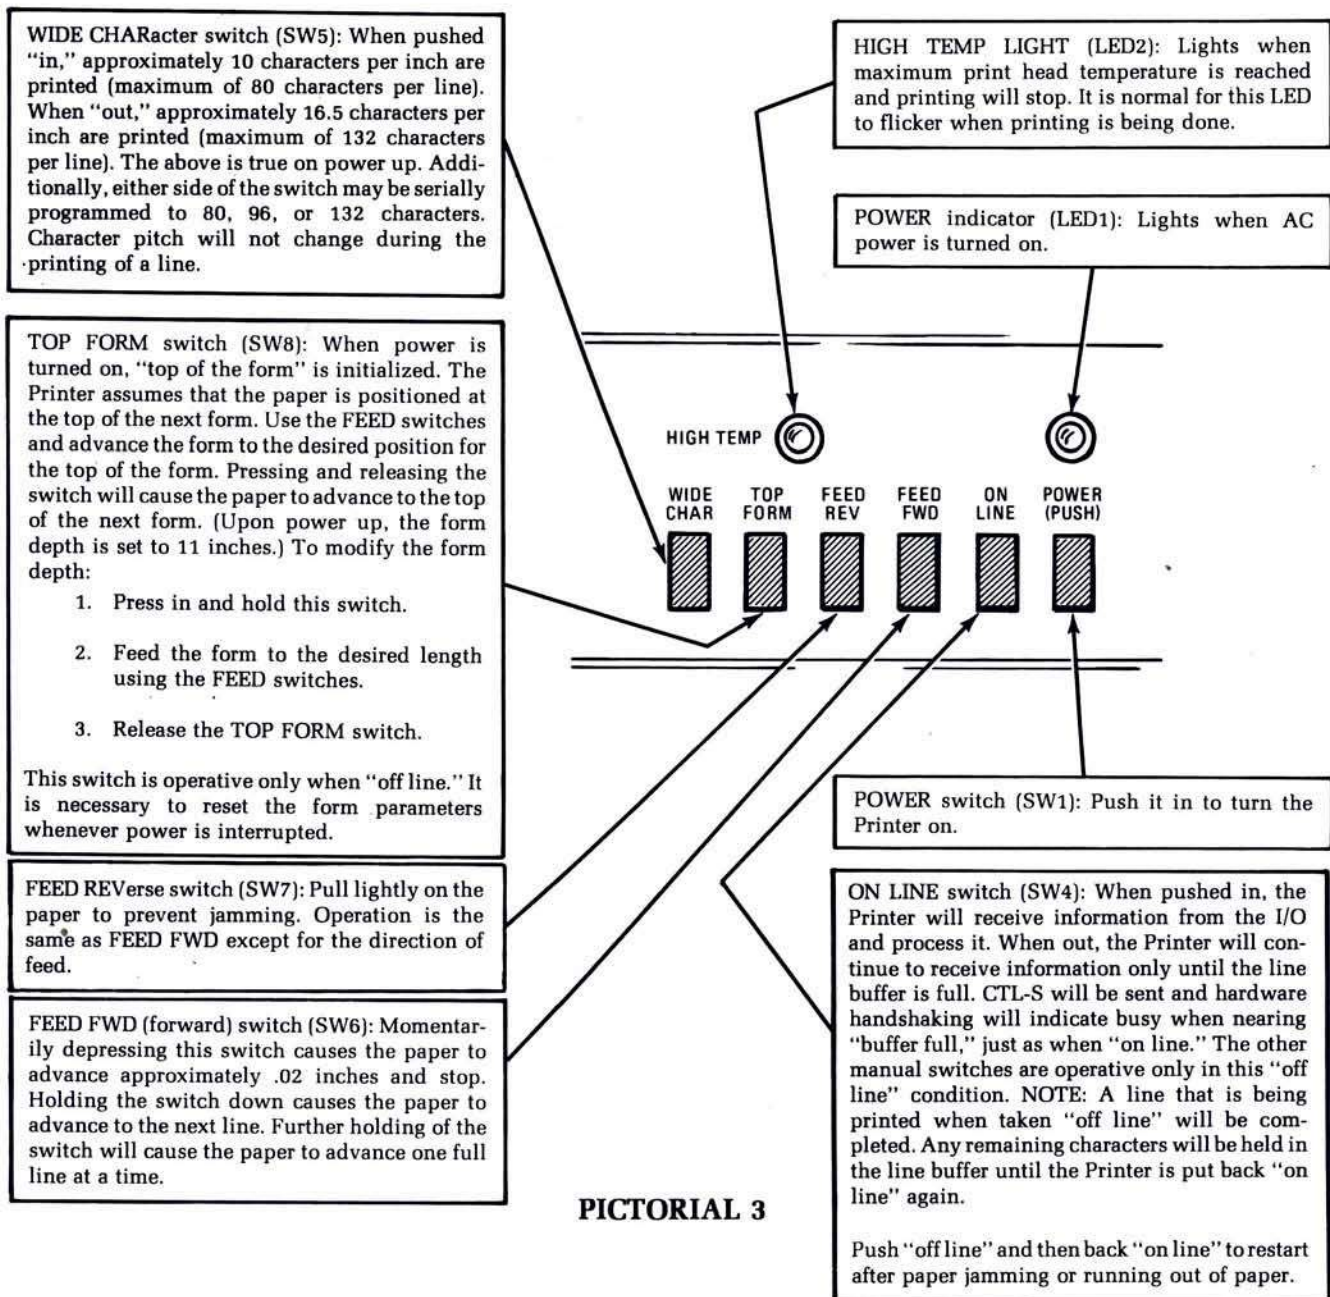 WIDE CHARacter switch (SW5): When pushed
“in,” approximately 10 characters per inch are
printed (maximum of 80 characters per line).
When “out,” approximately 16.5 characters per
inch are printed (maximum of 132 characters
per line). The above is true on power up. Addi-
tionally, either side of the switch may be serially
programmed to 80, 96, or 132 characters.
Character pitch will not change during the
printing of a line.
TOP FORM switch (SW8): When power is
turned on, “top of the form” is initialized. The
Printer assumes that the paper is positioned at
the top of the next form. Use the FEED switches
and advance the form to the desired position for
the top of the form. Pressing and releasing the
switch will cause the paper to advance to the top
of the next form. (Upon power up, the form
depth is set to 11 inches.) To modify the form
depth:
1. Press in and hold this switch.
2. Feed the form to the desired length
using the FEED switches.
3. Release the TOP FORM switch.
This switch is operative only when “off line.” It
is necessary to reset the form parameters
whenever power is interrupted.
FEED REVerse switch (SW7): Pull lightly on the
paper to prevent jamming. Operation is the
same as FEED FWD except for the direction of
feed.
FEED FWD (forward) switch (SW6): Momentar-
ily depressing this switch causes the paper to
advance approximately .02 inches and stop.
Holding the switch down causes the paper to
advance to the next line. Further holding of the
switch will cause the paper to advance one full
line at a time.
HIGH TEMP LIGHT (LED2): Lights when
maximum print head temperature is reached
and printing will stop. It is normal for this LED
to flicker when printing is being done.
POWER indicator (LED1): Lights when AC
power is turned on.
HIGH TEMP
WIDE CHAR
TOP FORM
FEED REV
FEED FWD
ON LINE
POWER (PUSH)
POWER switch (SW1): Push it in to turn the
Printer on.
ON LINE switch (SW4): When pushed in, the
Printer will receive information from the I/O
and process it. When out, the Printer will con-
tinue to receive information only until the line
buffer is full. CTL-S will be sent and hardware
handshaking will indicate busy when nearing
“buffer full,” just as when “on line.” The other
manual switches are operative only in this “off
line” condition. NOTE: A line that is being
printed when taken “off line” will be com-
pleted. Any remaining characters will be held in
the line buffer until the Printer is put back “on
line” again.
Push “off line” and then back “on line” to restart
after paper jamming or running out of paper.
PICTORIAL 3